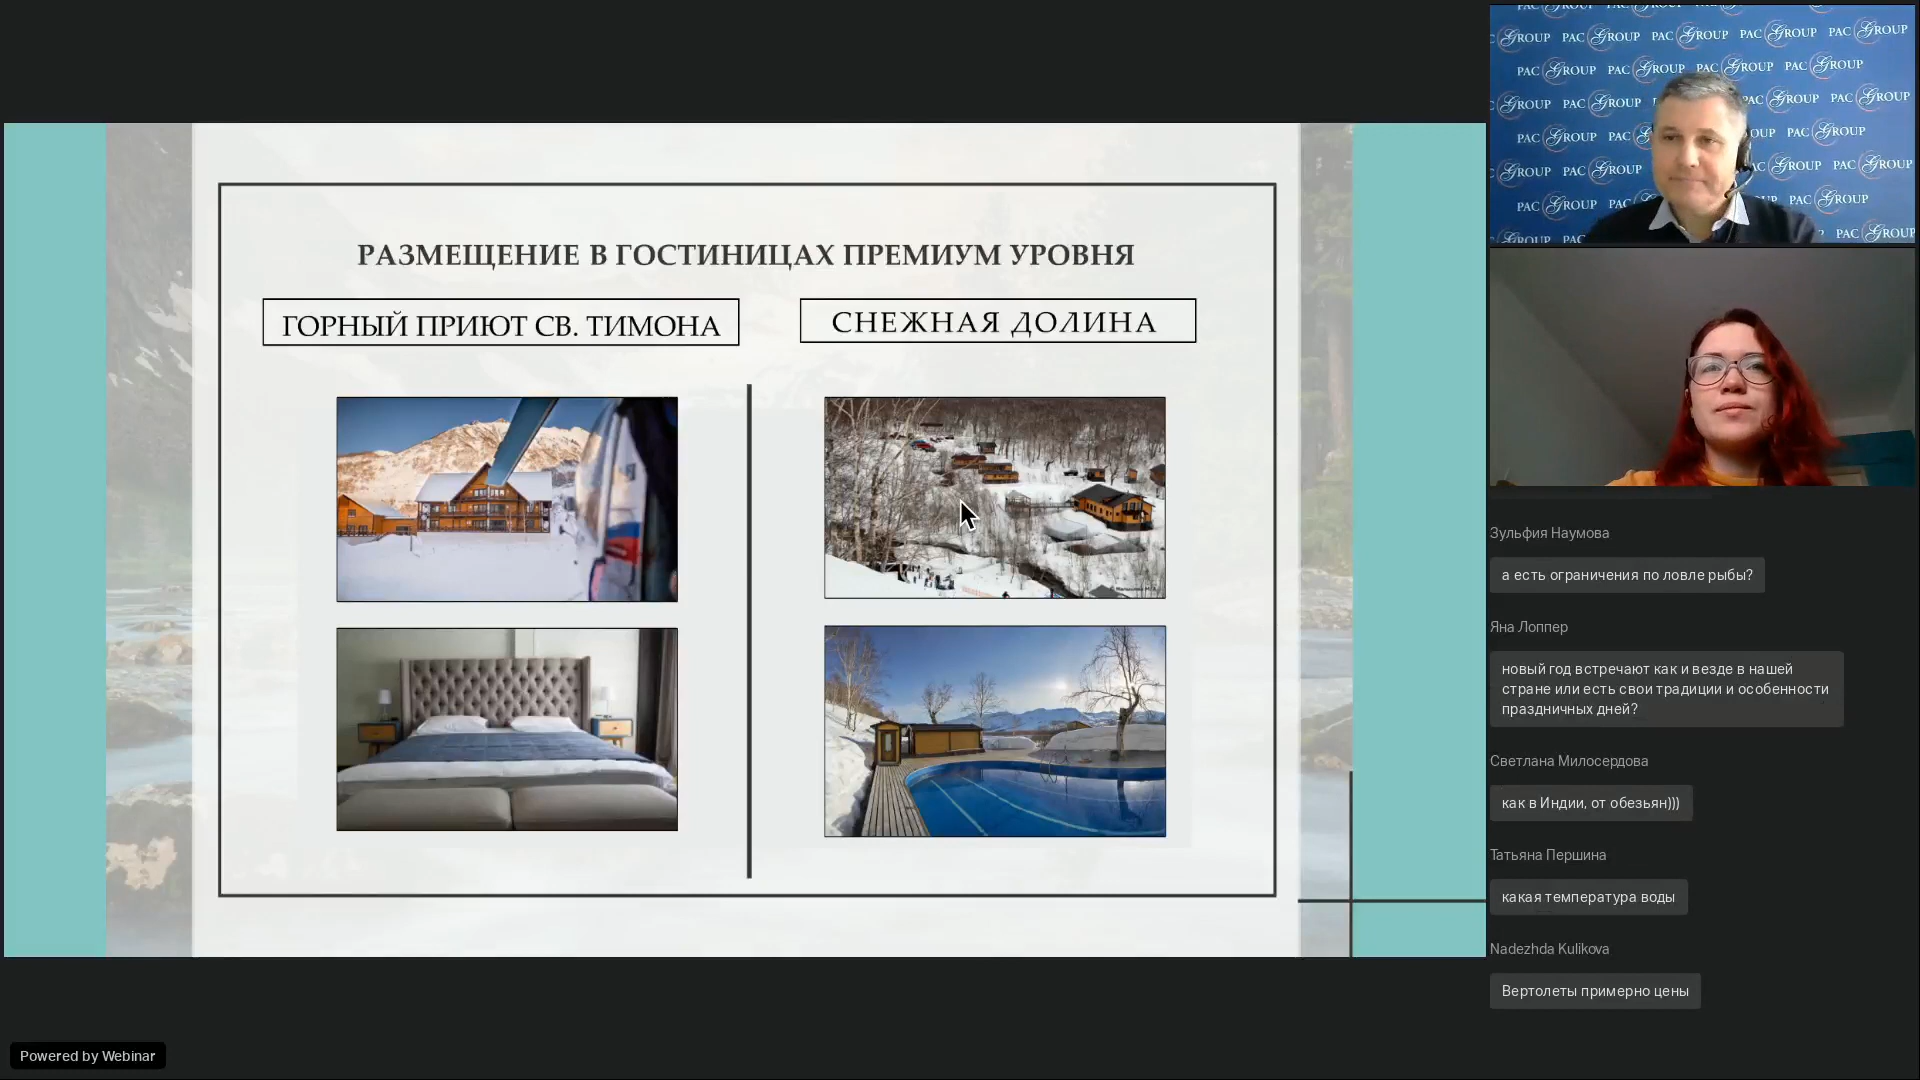 РАЗМЕЩЕНИЕ В ГОСТИНИЦАХ ПРЕМИУМ УРОВНЯ
ГОРНЫЙ ПРИЮТ СВ. ТИМОНА
СНЕЖНАЯ ДОЛИНА
PAC GROUP
Зульфия Наумова
а есть ограничения по ловле рыбы?
Яна Лоппер
новый год встречают как и везде в нашей
стране или есть свои традиции и особенности
праздничных дней?
Светлана Милосердова
как в Индии, от обезьян)))
Татьяна Першина
какая температура воды
Nadezhda Kulikova
Вертолеты примерно цены
Powered by Webinar